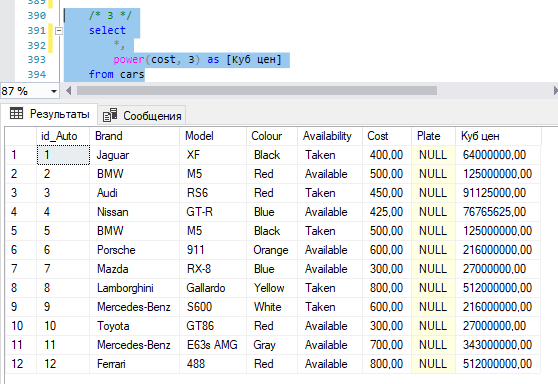 389
390 /* 3 */
391 select
392 *,
393 power(cost, 3) as [Куб цен]
394 from cars
87 %
Результаты Сообщения
id_Auto Brand Model Colour Availability Cost Plate Куб цен
1 1 Jaguar XF Black Taken 400,00 NULL 64000000,00
2 2 BMW M5 Red Available 500,00 NULL 125000000,00
3 3 Audi RS6 Red Taken 450,00 NULL 91125000,00
4 4 Nissan GT-R Blue Taken 425,00 NULL 76765625,00
5 5 BMW M5 Black Taken 500,00 NULL 125000000,00
6 6 Porsche 911 Orange Available 600,00 NULL 216000000,00
7 7 Mazda RX-8 Blue Available 300,00 NULL 27000000,00
8 8 Lamborghini Gallardo Yellow Taken 800,00 NULL 512000000,00
9 9 Mercedes-Benz S600 White Taken 600,00 NULL 216000000,00
10 10 Toyota GT86 Red Available 300,00 NULL 27000000,00
11 11 Mercedes-Benz E63s AMG Gray Available 700,00 NULL 343000000,00
12 12 Ferrari 488 Red Available 800,00 NULL 512000000,00